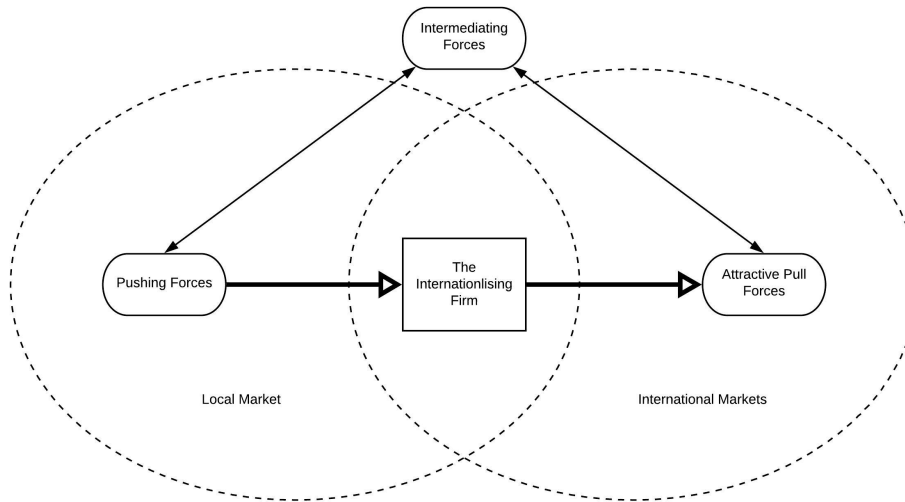 Intermediating
Forces
Pushing Forces
The
Internationlising
Firm
Attractive Pull
Forces
Local Market
International Markets